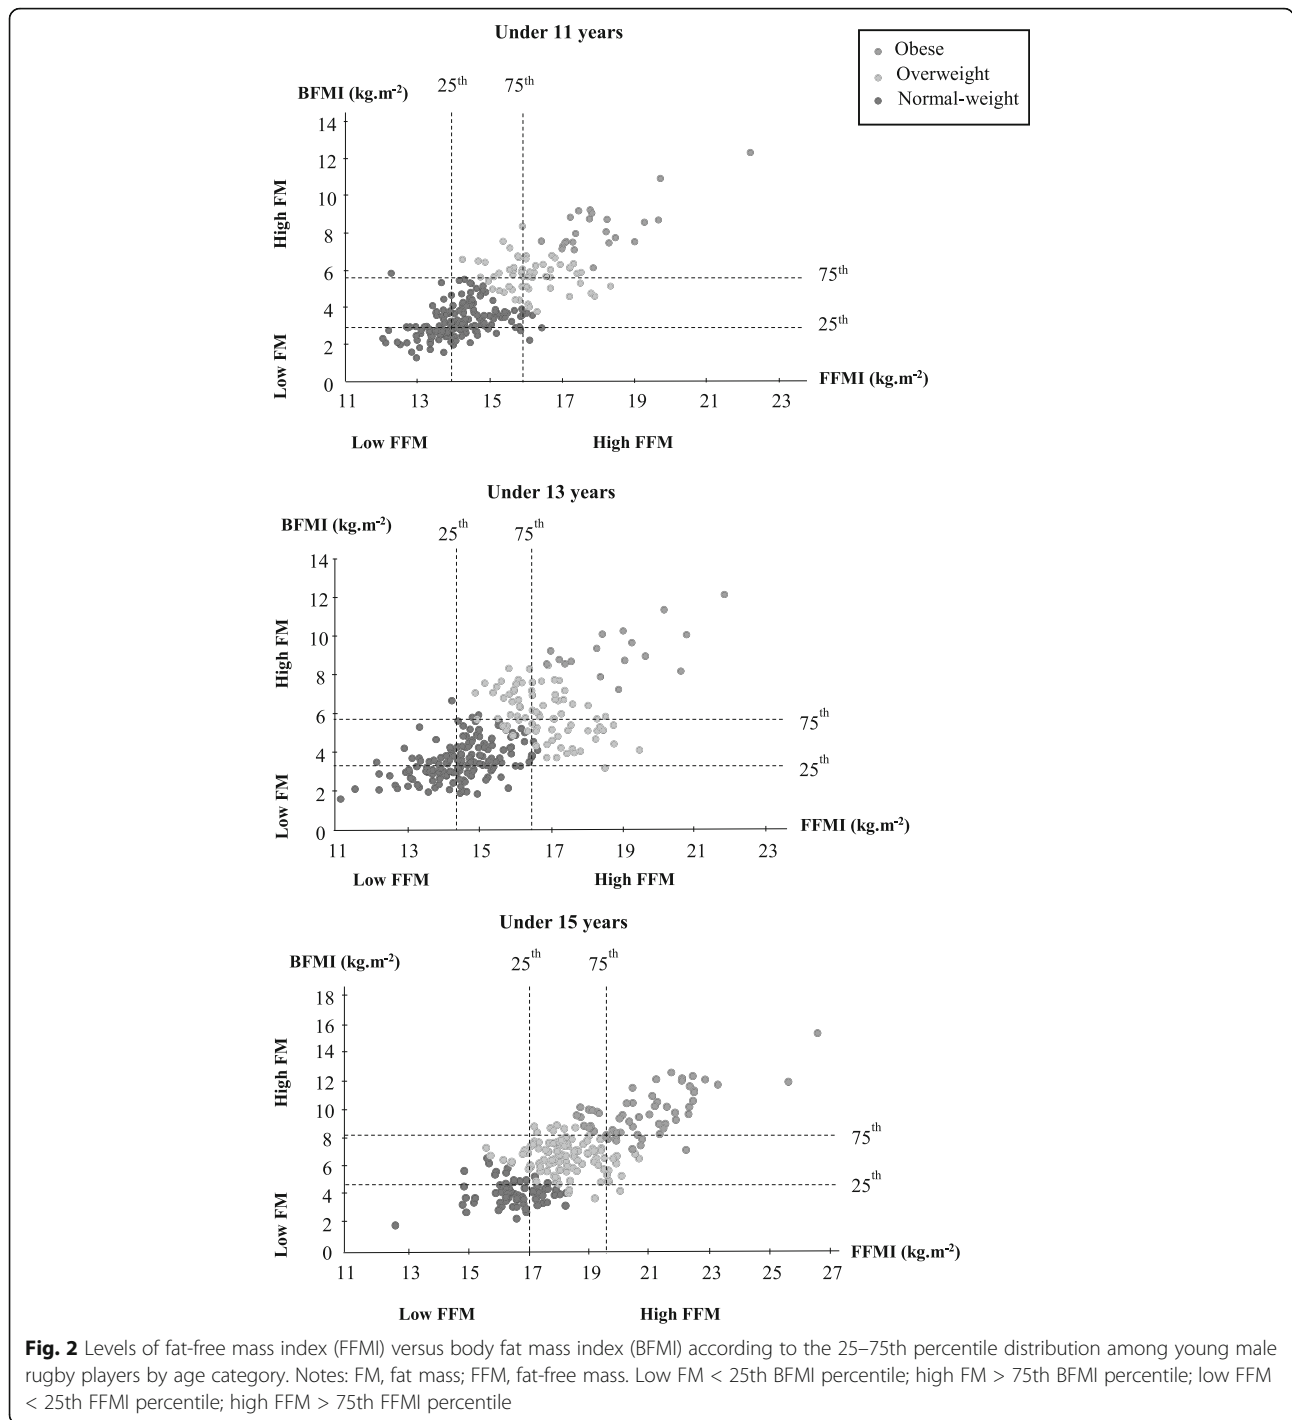 Under 11 years
Obese
Overweight
Normal-weight
BFMI (kg.m-2)
25th
75th
14
12
10
8
6
4
2
0
High FM
Low FM
75th
25th
FFMI (kg.m-2)
11 13 15 17 19 21 23
Low FFM High FFM
Under 13 years
BFMI (kg.m-2)
25th
75th
14
12
10
8
6
4
2
0
High FM
Low FM
75th
25th
FFMI (kg.m-2)
11 13 15 17 19 21 23
Low FFM High FFM
Under 15 years
BFMI (kg.m-2)
25th
75th
18
16
14
12
10
8
6
4
2
0
High FM
Low FM
75th
25th
FFMI (kg.m-2)
11 13 15 17 19 21 23 25 27
Low FFM High FFM
Fig. 2 Levels of fat-free mass index (FFMI) versus body fat mass index (BFMI) according to the 25–75th percentile distribution among young male
rugby players by age category. Notes: FM, fat mass; FFM, fat-free mass. Low FM < 25th BFMI percentile; high FM > 75th BFMI percentile; low FFM
< 25th FFMI percentile; high FFM > 75th FFMI percentile